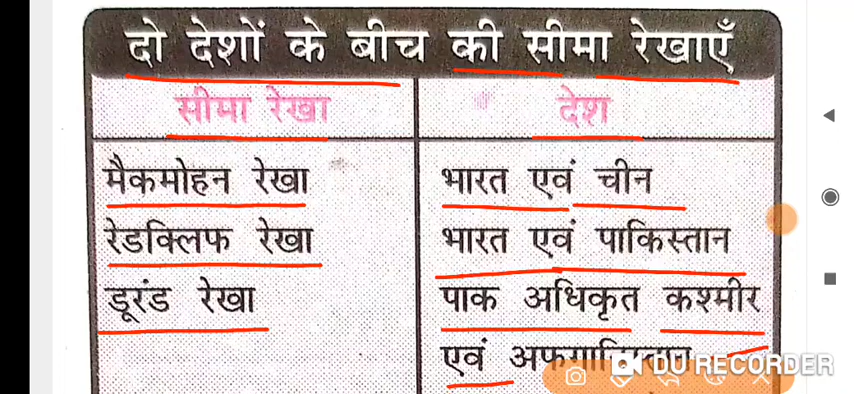 दो देशों के बीच की सीमा रेखाएँ
सीमा रेखा देश
मैकमोहन रेखा भारत एवं चीन
रेडक्लिफ रेखा भारत एवं पाकिस्तान
डूरंड रेखा पाक अधिकृत कश्मीर
एवं
DU RECORDER